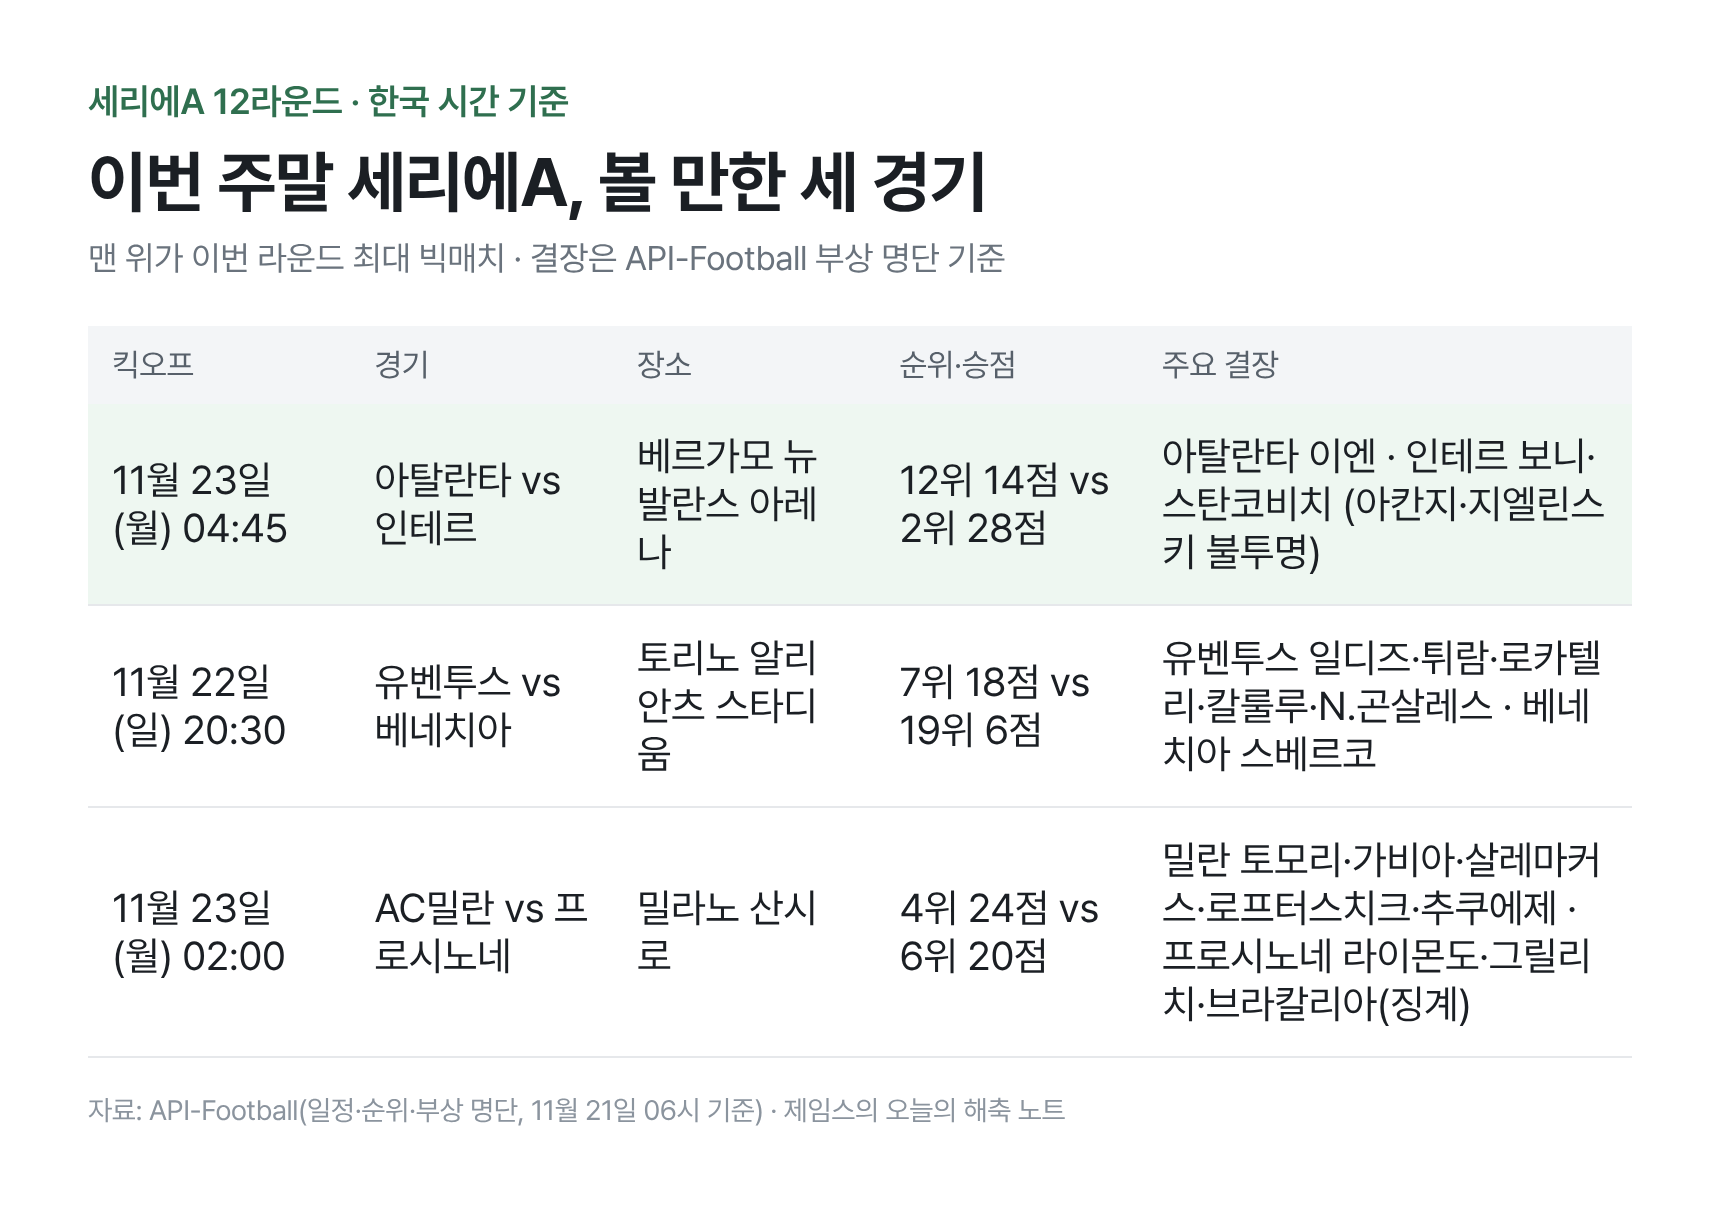 세리에A 12라운드 · 한국 시간 기준
이번 주말 세리에A, 볼 만한 세 경기
맨 위가 이번 라운드 최대 빅매치 · 결장은 API-Football 부상 명단 기준
킥오프 경기 장소 순위·승점 주요 결장
11월 23일
(월) 04:45
아탈란타 vs
인테르
베르가모 뉴
발란스 아레
나
12위 14점 vs
2위 28점
아탈란타 이엔 · 인테르 보니·
스탄코비치 (아칸지·지엘린스
키 불투명)
11월 22일
(일) 20:30
유벤투스 vs
베네치아
토리노 알리
안츠 스타디
움
7위 18점 vs
19위 6점
유벤투스 일디즈·튀람·로카텔
리·칼룰루·N.곤살레스 · 베네
치아 스베르코
11월 23일
(월) 02:00
AC밀란 vs 프
로시노네
밀라노 산시
로
4위 24점 vs
6위 20점
밀란 토모리·가비아·살레마커
스·로프터스치크·추쿠에제 ·
프로시노네 라이몬도·그릴리
치·브라칼리아(징계)
자료: API-Football(일정·순위·부상 명단, 11월 21일 06시 기준) · 제임스의 오늘의 해축 노트